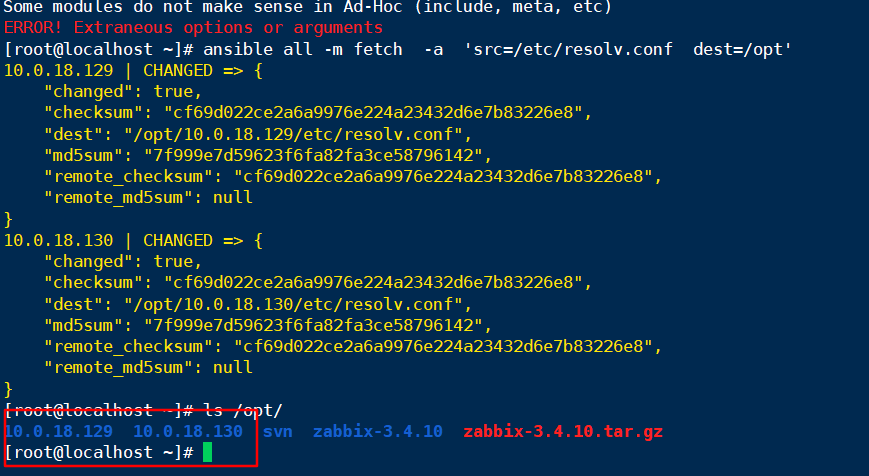 Some modules do not make sense in Ad-Hoc (include, meta, etc)
ERROR! Extraneous options or arguments
[root@localhost ~]# ansible all -m fetch  -a  'src=/etc/resolv.conf  dest=/opt'
10.0.18.129 | CHANGED => {
    "changed": true,
    "checksum": "cf69d022ce2a6a9976e224a23432d6e7b83226e8",
    "dest": "/opt/10.0.18.129/etc/resolv.conf",
    "md5sum": "7f999e7d59623f6fa82fa3ce58796142",
    "remote_checksum": "cf69d022ce2a6a9976e224a23432d6e7b83226e8",
    "remote_md5sum": null
}
10.0.18.130 | CHANGED => {
    "changed": true,
    "checksum": "cf69d022ce2a6a9976e224a23432d6e7b83226e8",
    "dest": "/opt/10.0.18.130/etc/resolv.conf",
    "md5sum": "7f999e7d59623f6fa82fa3ce58796142",
    "remote_checksum": "cf69d022ce2a6a9976e224a23432d6e7b83226e8",
    "remote_md5sum": null
}
[root@localhost ~]# ls /opt/
10.0.18.129  10.0.18.130  svn  zabbix-3.4.10  zabbix-3.4.10.tar.gz
[root@localhost ~]#